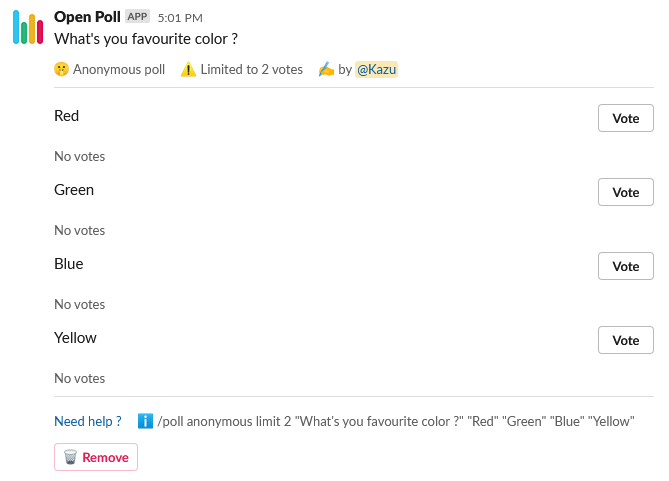 Open Poll APP 5:01 PM
What's you favourite color ?
Anonymous poll Limited to 2 votes by @Kazu
Red Vote
No votes
Green Vote
No votes
Blue Vote
No votes
Yellow Vote
No votes
Need help ? /poll anonymous limit 2 "What's you favourite color ?" "Red" "Green" "Blue" "Yellow"
Remove